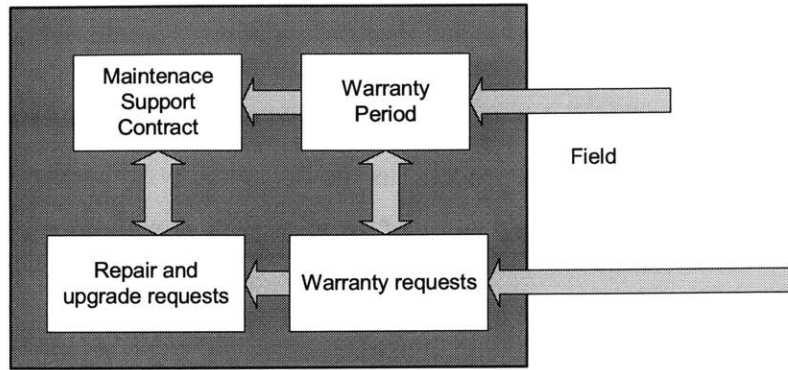 Maintenace
Support
Contract
Warranty
Period
Field
Repair and
upgrade requests
Warranty requests